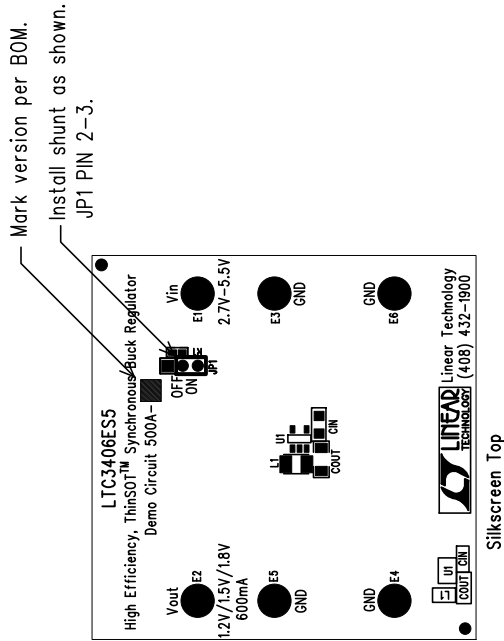 Mark version per BOM.
Install shunt as shown.
JP1 PIN 2-3.
LTC3406ES5
High Efficiency, ThinSOT™ Synchronous Buck Regulator
Demo Circuit 500A-
OFF
ON
JP1
Vout
E2
1.2V/1.5V/1.8V
600mA
Vin
E1
2.7V-5.5V
E5
GND
L1
U1
COUT
CIN
E3
GND
GND
E4
GND
E6
L1
U1
COUT
CIN
LINEAR
TECHNOLOGY
Linear Technology
(408) 432-1900
Silkscreen Top